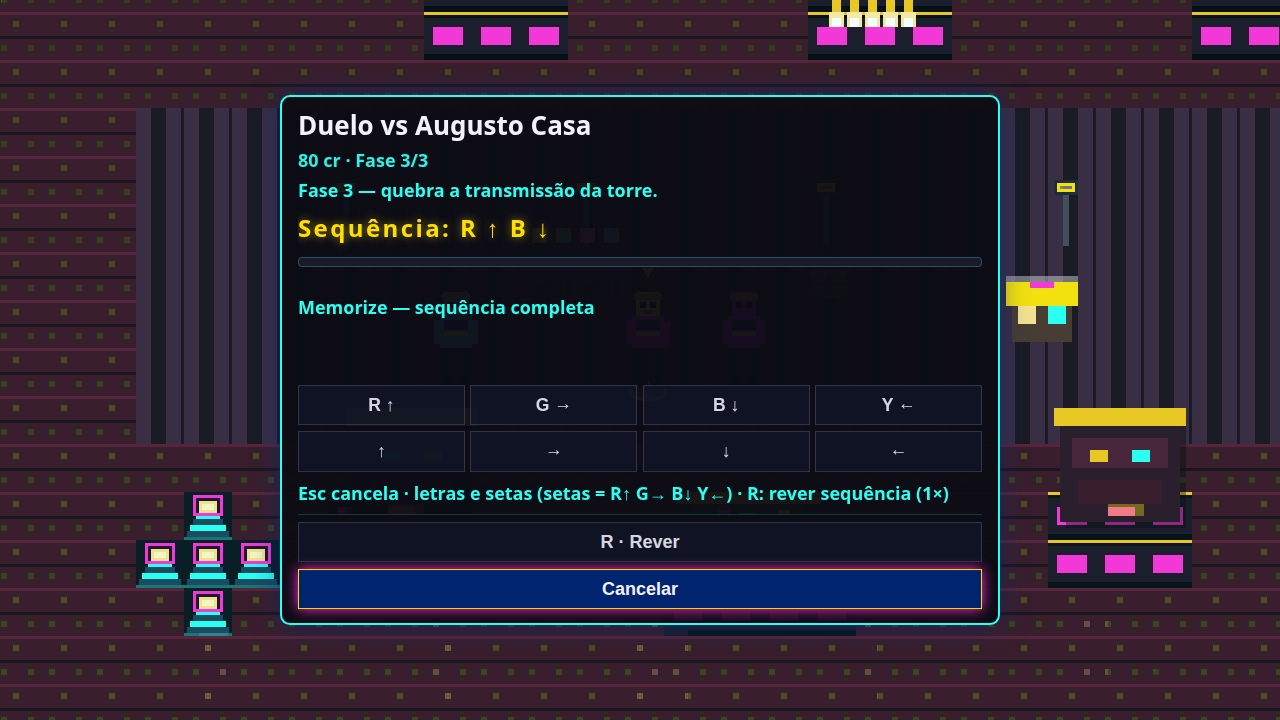 Duelo vs Augusto Casa
80 cr · Fase 3/3
Fase 3 — quebra a transmissão da torre.
Sequência: R ↑ B ↓
Memorize — sequência completa
R ↑
G →
B ↓
Y ←
↑
→
↓
←
Esc cancela · letras e setas (setas = R↑ G→ B↓ Y←) · R: rever sequência (1×)
R · Rever
Cancelar